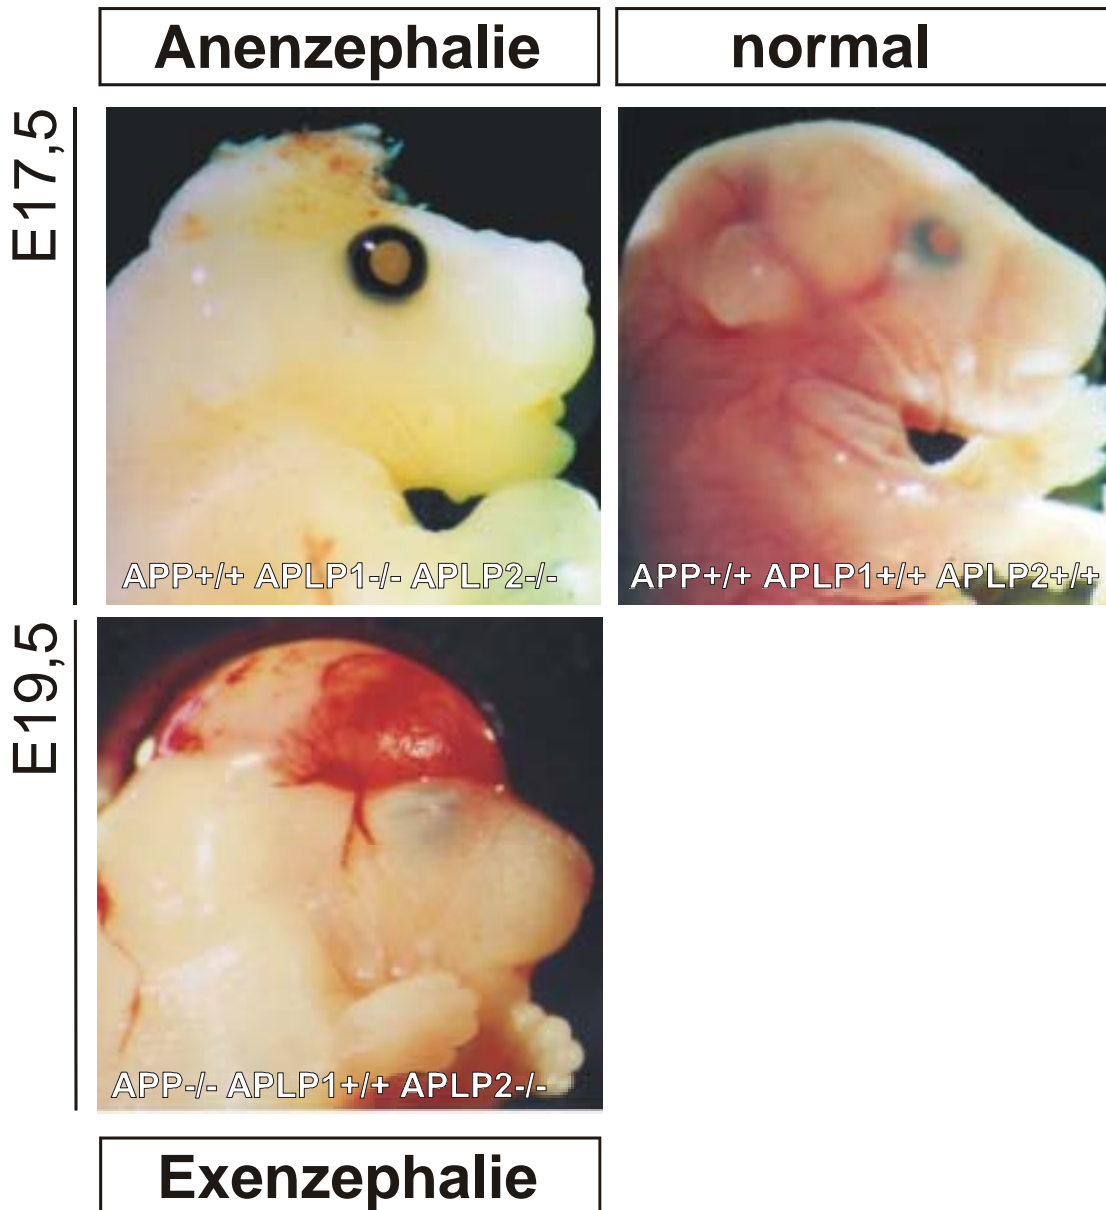 Anenzephalie
normal
E17,5
APP+/+ APLP1-/- APLP2-/-
APP+/+ APLP1+/+ APLP2+/+
E19,5
APP-/- APLP1+/+ APLP2-/-
Exenzephalie